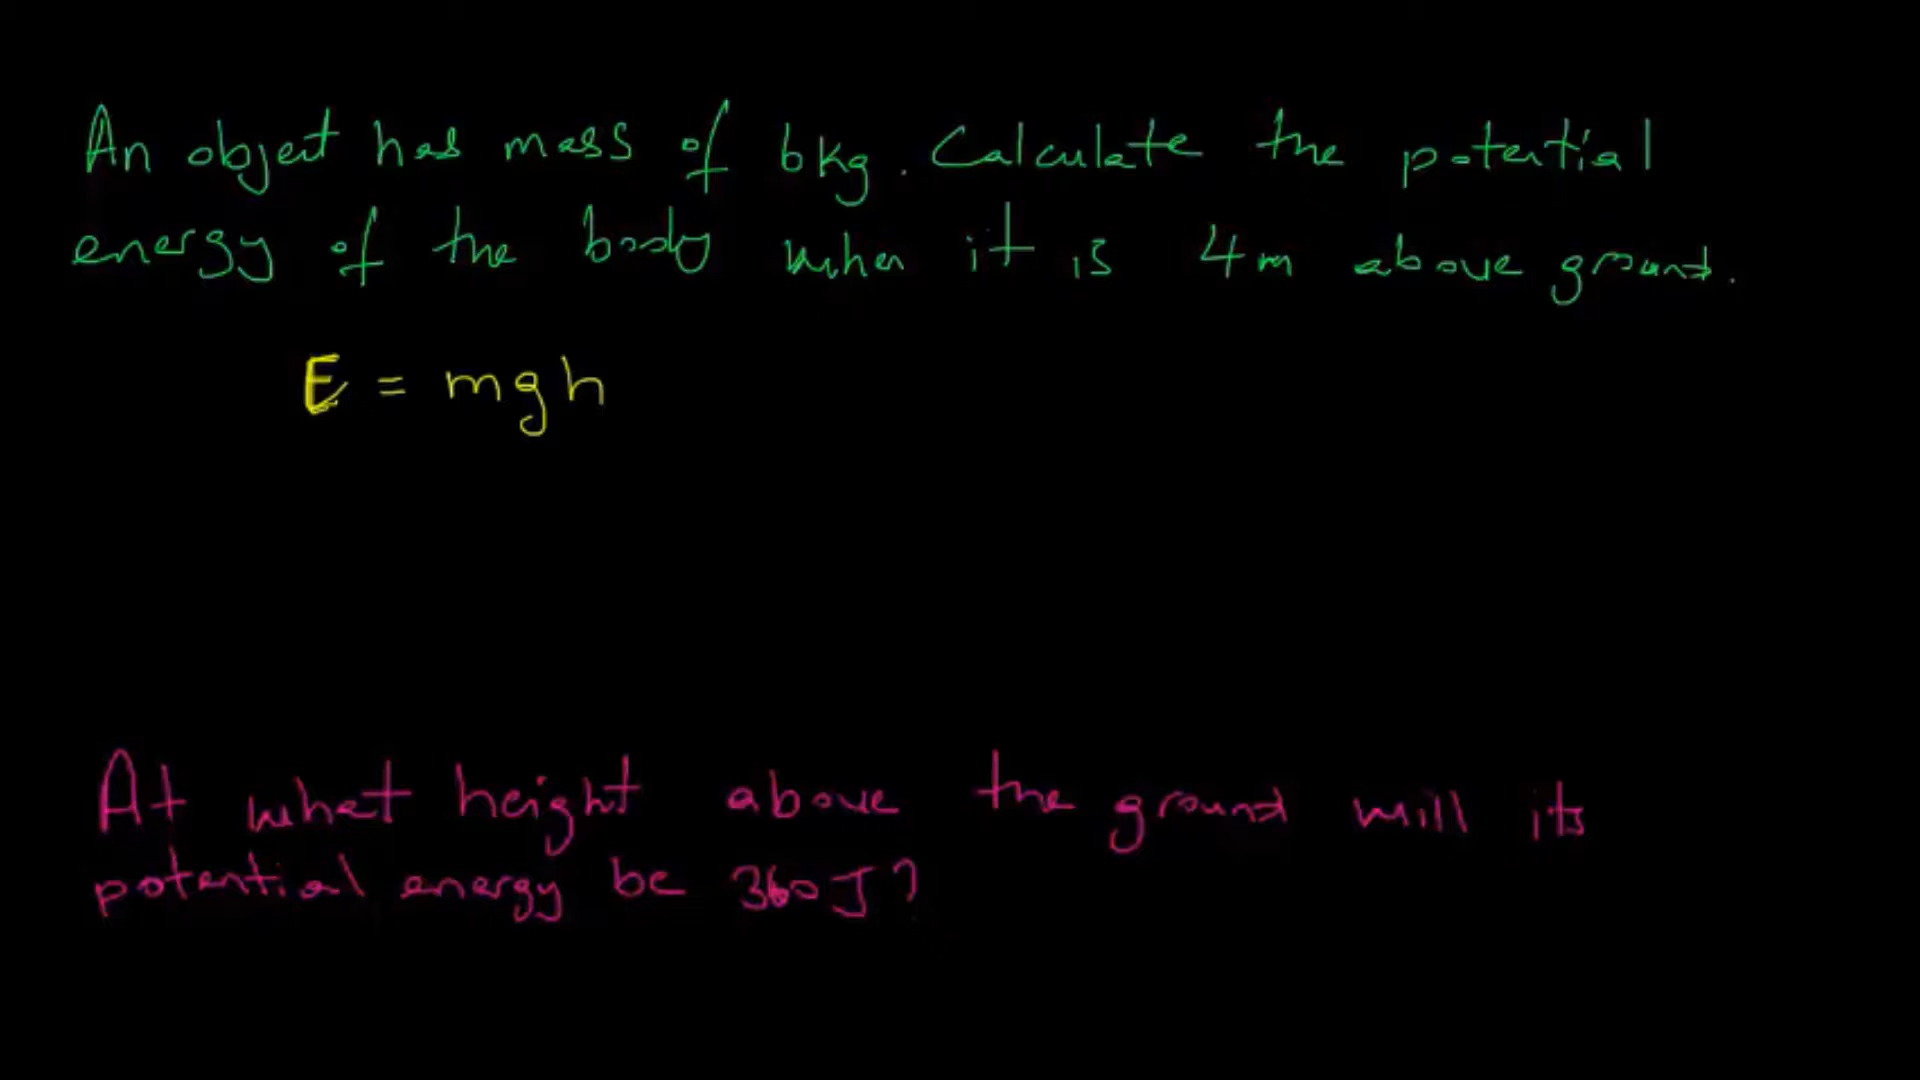 An object has mass of 6kg. Calculate the potential
energy of the body when it is 4m above ground.
E = mgh
At what height above the ground will its
potential energy be 360J?